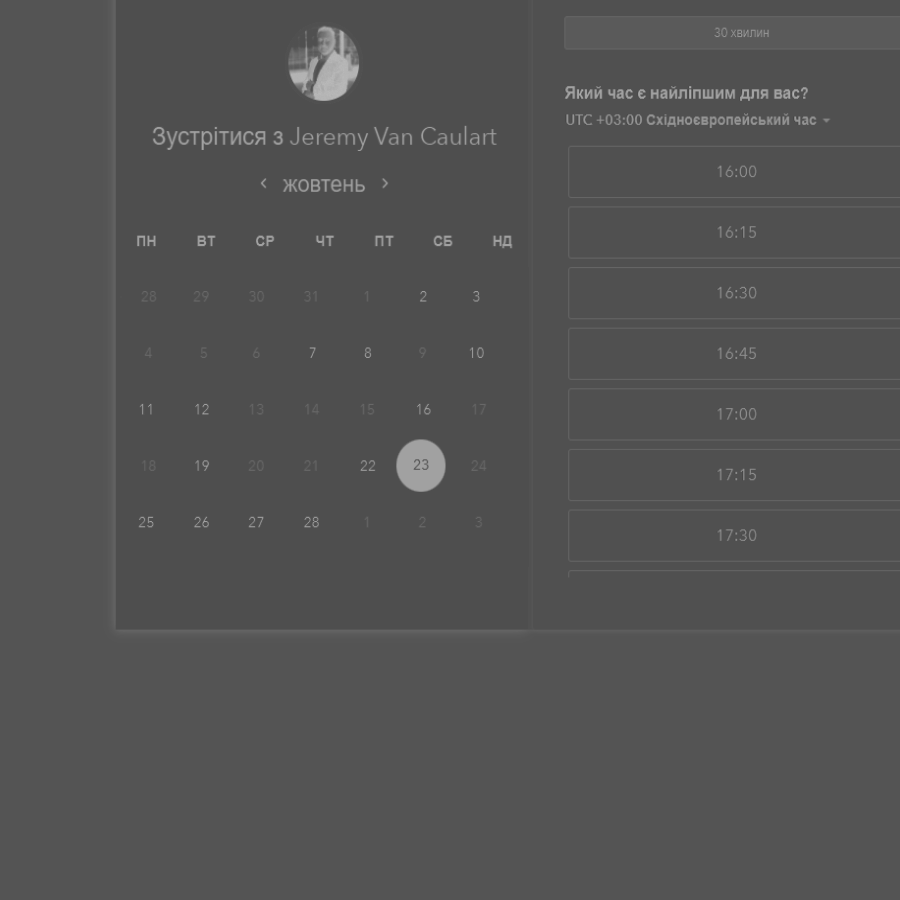 Зустрітися з Jeremy Van Caulart
‹ жовтень ›
ПН ВТ СР ЧТ ПТ СБ НД
28 29 30 31 1 2 3
4 5 6 7 8 9 10
11 12 13 14 15 16 17
18 19 20 21 22 23 24
25 26 27 28 1 2 3
30 хвилин
Який час є найліпшим для вас?
UTC +03:00 Східноєвропейський час
16:00
16:15
16:30
16:45
17:00
17:15
17:30